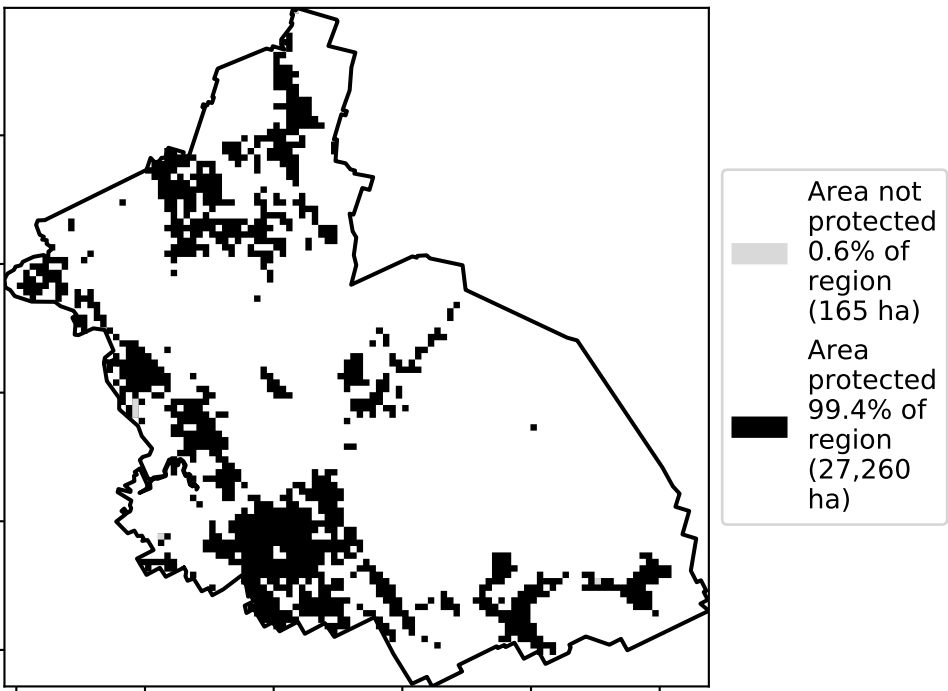 Area not
protected
0.6% of
region
(165 ha)
Area
protected
99.4% of
region
(27,260
ha)